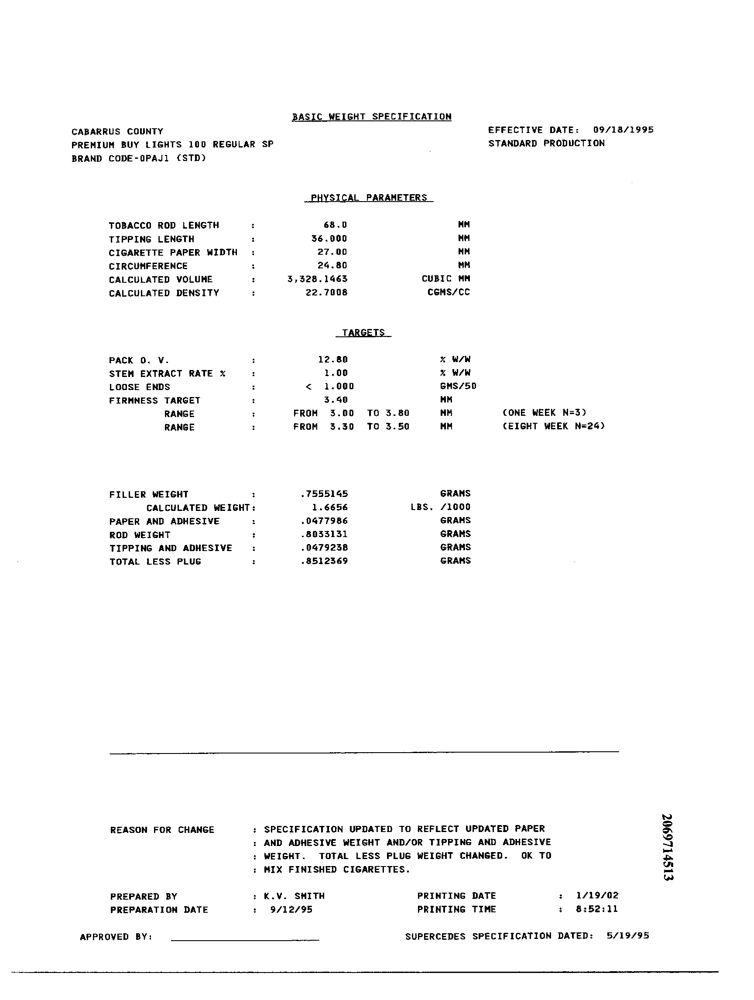 BASIC WEIGHT SPECIFICATION
CABARRUS COUNTY EFFECTIVE DATE: 09/18/1995
PREMIUM BUY LIGHTS 100 REGULAR SP STANDARD PRODUCTION
BRAND CODE-OPAJ1 (STD)
PHYSICAL PARAMETERS
TOBACCO ROD LENGTH : 68.0 MM
TIPPING LENGTH : 36.000 MM
CIGARETTE PAPER WIDTH : 27.00 MM
CIRCUMFERENCE : 24.80 MM
CALCULATED VOLUME : 3,328.1463 CUBIC MM
CALCULATED DENSITY : 22.7008 CGMS/CC
TARGETS
PACK O. V. : 12.80 % W/W
STEM EXTRACT RATE % : 1.00 % W/W
LOOSE ENDS : < 1.000 GMS/50
FIRMNESS TARGET : 3.40 MM
RANGE : FROM 3.00 TO 3.80 MM (ONE WEEK N=3)
RANGE : FROM 3.30 TO 3.50 MM (EIGHT WEEK N=24)
FILLER WEIGHT : .7555145 GRAMS
CALCULATED WEIGHT: 1.6656 LBS. /1000
PAPER AND ADHESIVE : .0477986 GRAMS
ROD WEIGHT : .8033131 GRAMS
TIPPING AND ADHESIVE : .0479238 GRAMS
TOTAL LESS PLUG : .8512369 GRAMS
REASON FOR CHANGE : SPECIFICATION UPDATED TO REFLECT UPDATED PAPER
: AND ADHESIVE WEIGHT AND/OR TIPPING AND ADHESIVE
: WEIGHT. TOTAL LESS PLUG WEIGHT CHANGED. OK TO
: MIX FINISHED CIGARETTES.
PREPARED BY : K.V. SMITH PRINTING DATE : 1/19/02
PREPARATION DATE : 9/12/95 PRINTING TIME : 8:52:11
APPROVED BY: SUPERCEDES SPECIFICATION DATED: 5/19/95
2069714513